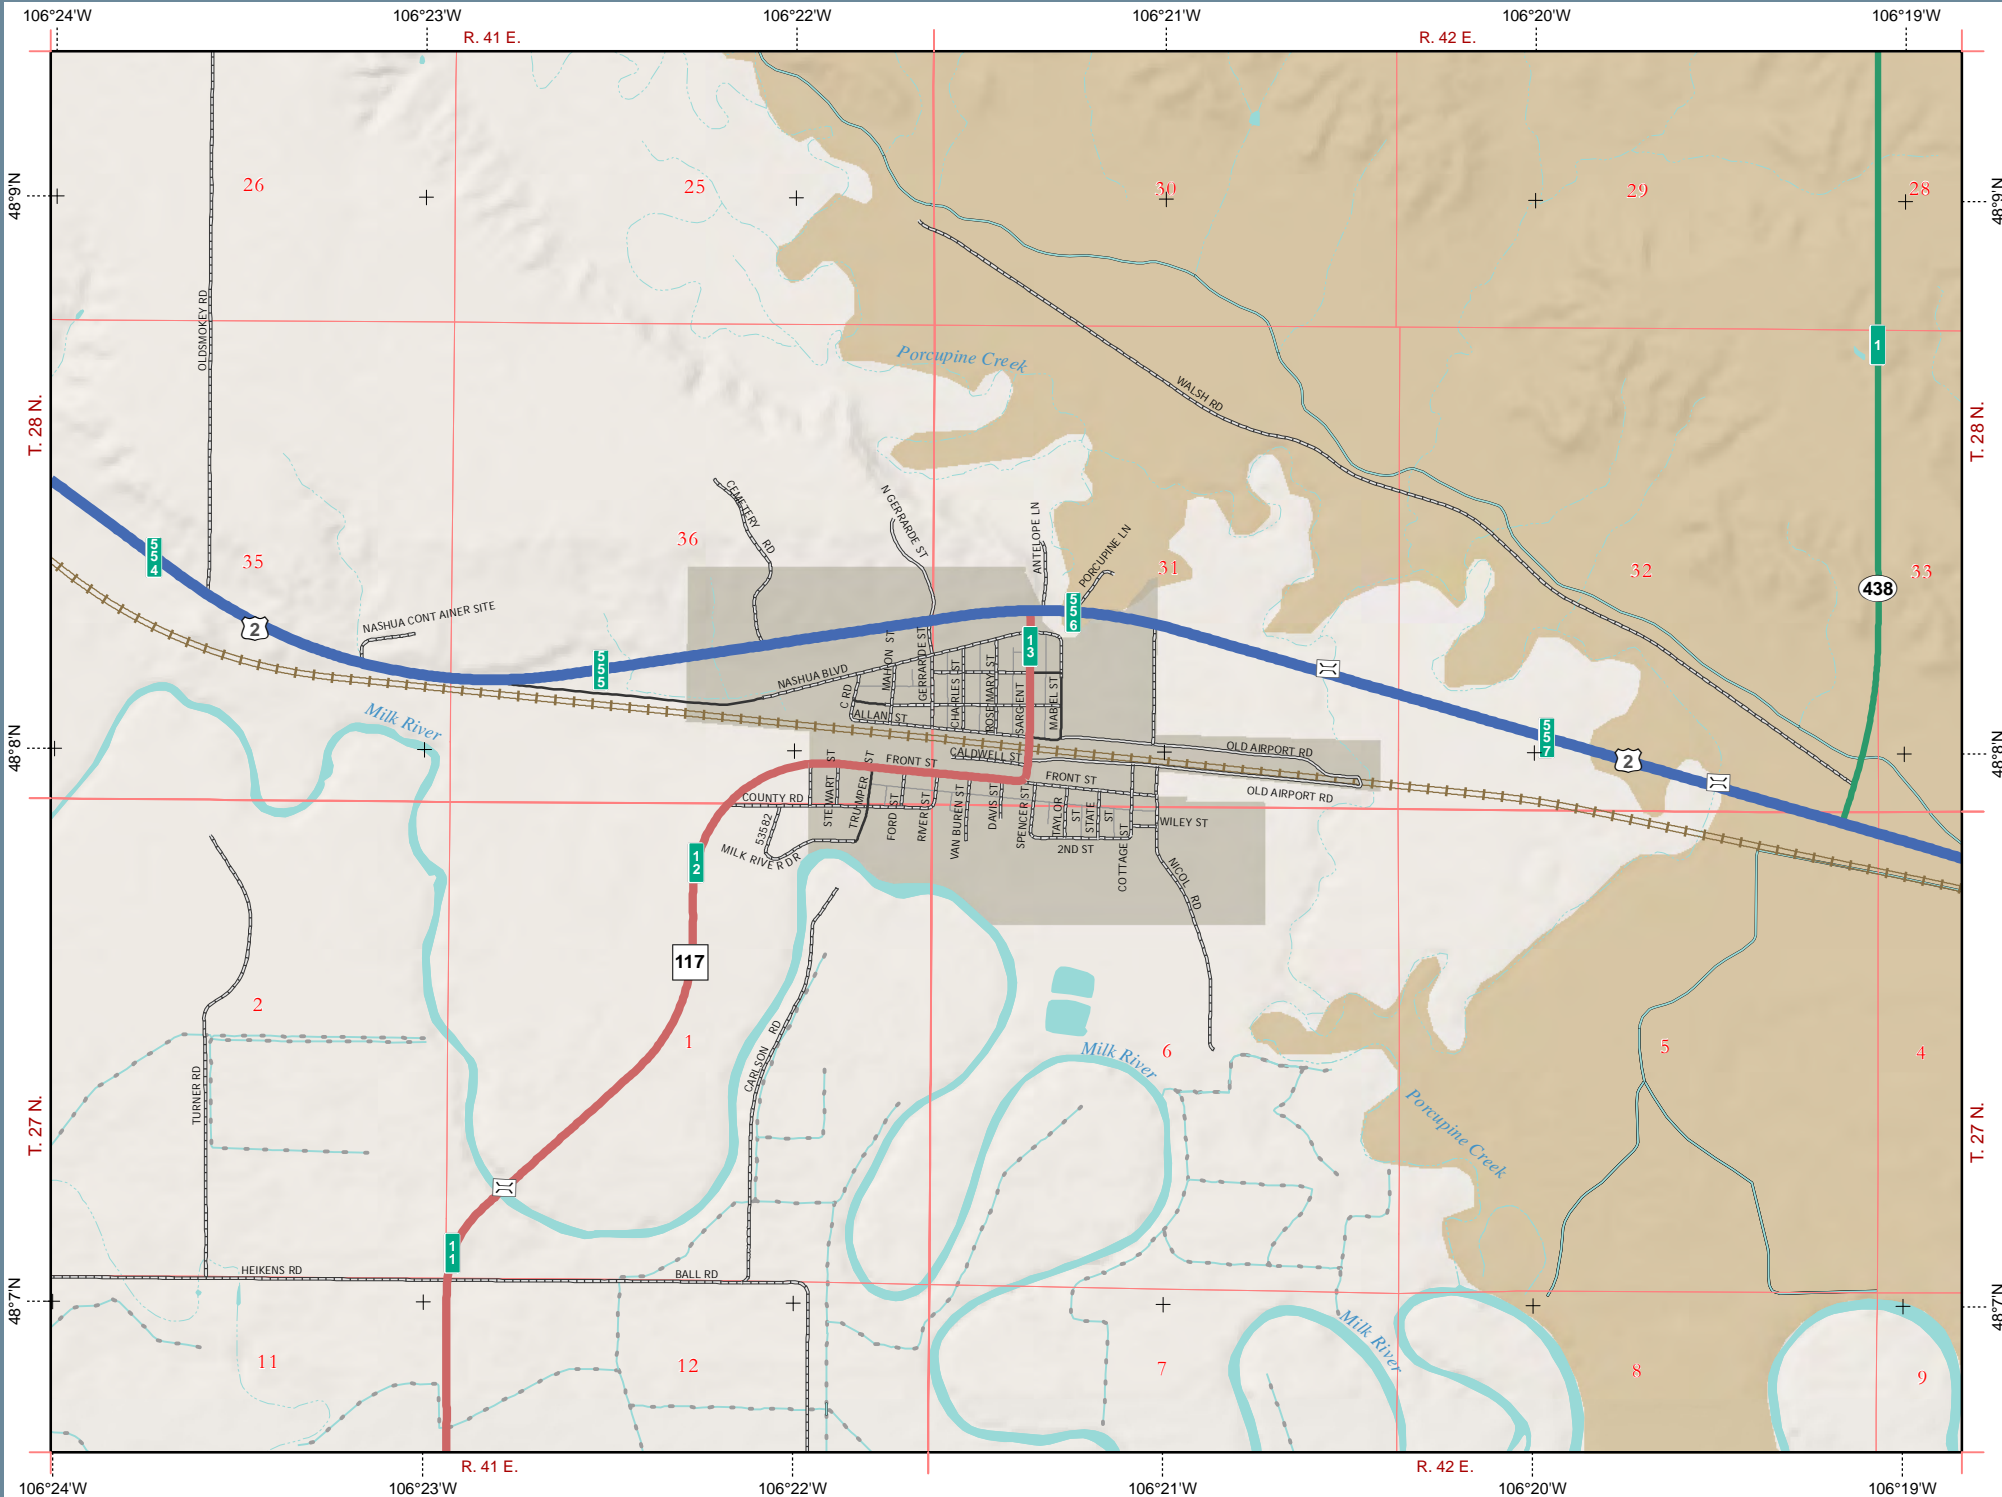 106°24'W
106°23'W
106°22'W
106°21'W
106°20'W
106°19'W
R. 41 E.
R. 42 E.
48°9'N
26
25
30
29
28
48°9'N
OLDSMOKEY RD
1
Porcupine Creek
WALSH RD
T. 28 N.
T. 28 N.
CEMETERY RD
N GERRARDE ST
ANTELOPE LN
PORCUPINE LN
554
35
36
31
32
33
438
2
NASHUA CONTAINER SITE
556
13
555
NASHUA BLVD
MAHON ST
GERRARDE ST
CHARLES ST
ROSEMARY ST
SARGENT
MABEL ST
C RD
ALLAN ST
Milk River
48°8'N
557
2
48°8'N
OLD AIRPORT RD
CALDWELL ST
FRONT ST
FRONT ST
OLD AIRPORT RD
COUNTY RD
53582
STEWART ST
TRUMPER ST
FORD ST
RIVER ST
VAN BUREN ST
DAVIS ST
SPENCER ST
TAYLOR ST
STATE ST
COTTAGE ST
WILEY ST
2ND ST
MILK RIVER DR
NICOL RD
12
117
2
1
6
5
4
CARLSON RD
Milk River
TURNER RD
Porcupine Creek
T. 27 N.
T. 27 N.
11
HEIKENS RD
BALL RD
48°7'N
48°7'N
Milk River
11
12
7
8
9
R. 41 E.
R. 42 E.
106°24'W
106°23'W
106°22'W
106°21'W
106°20'W
106°19'W